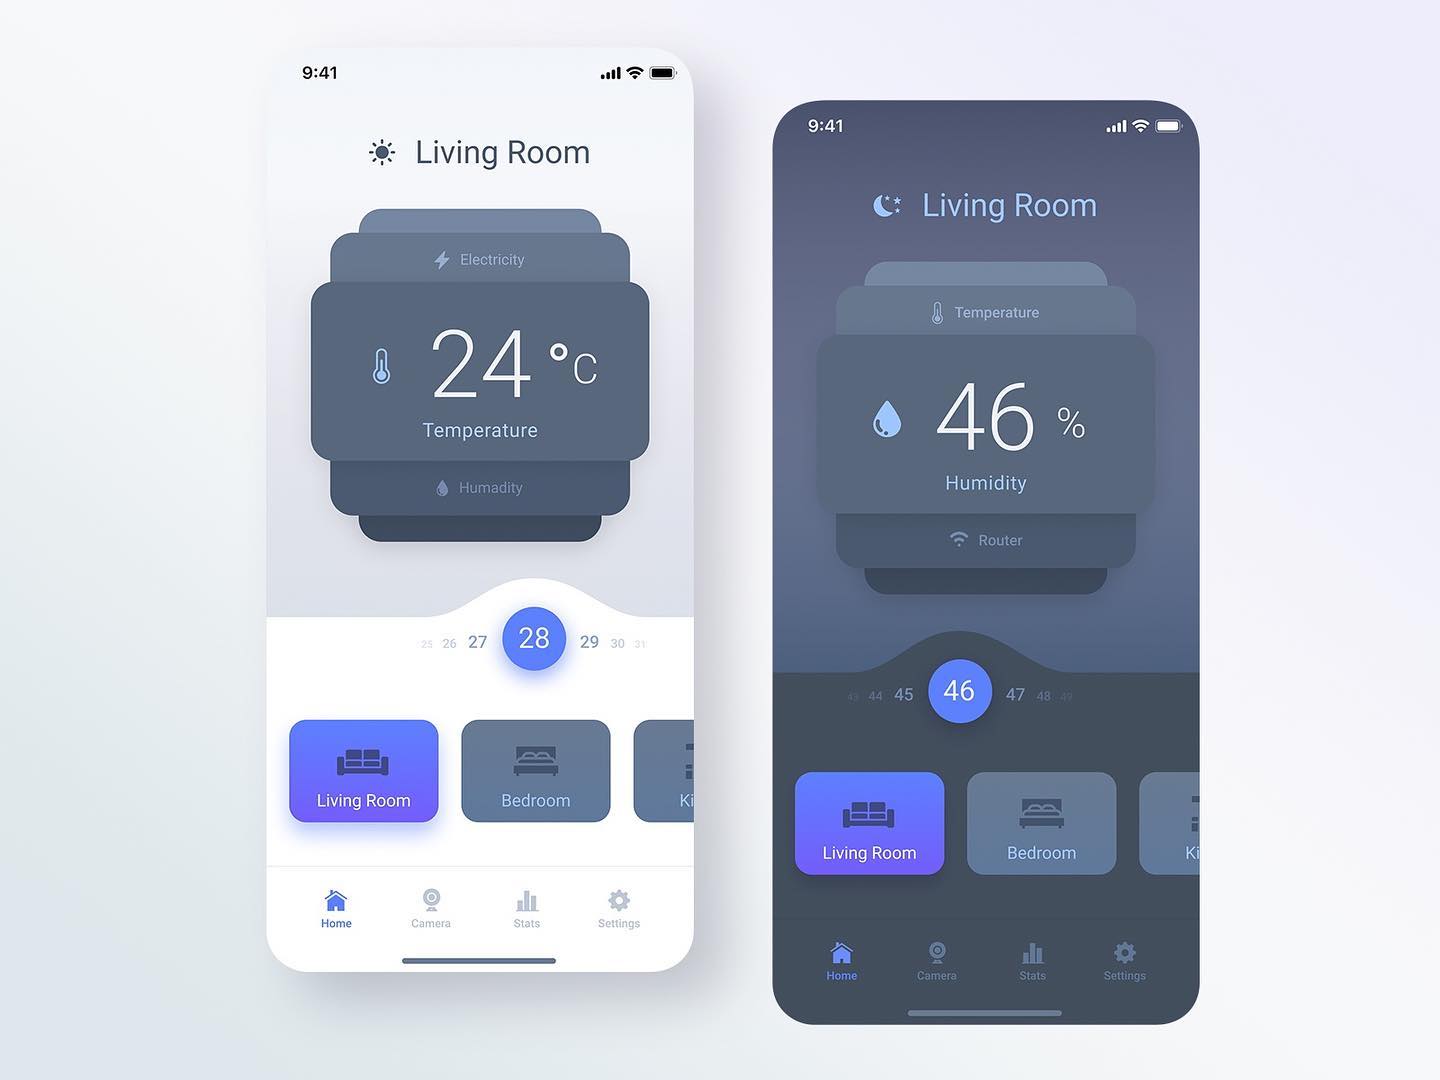 9:41
Living Room
Electricity
24 °C
Temperature
Humadity
25 26 27 28 29 30 31
Living Room
Bedroom
Ki
Home Camera Stats Settings
9:41
Living Room
Temperature
46 %
Humidity
Router
43 44 45 46 47 48 49
Living Room
Bedroom
Ki
Home Camera Stats Settings